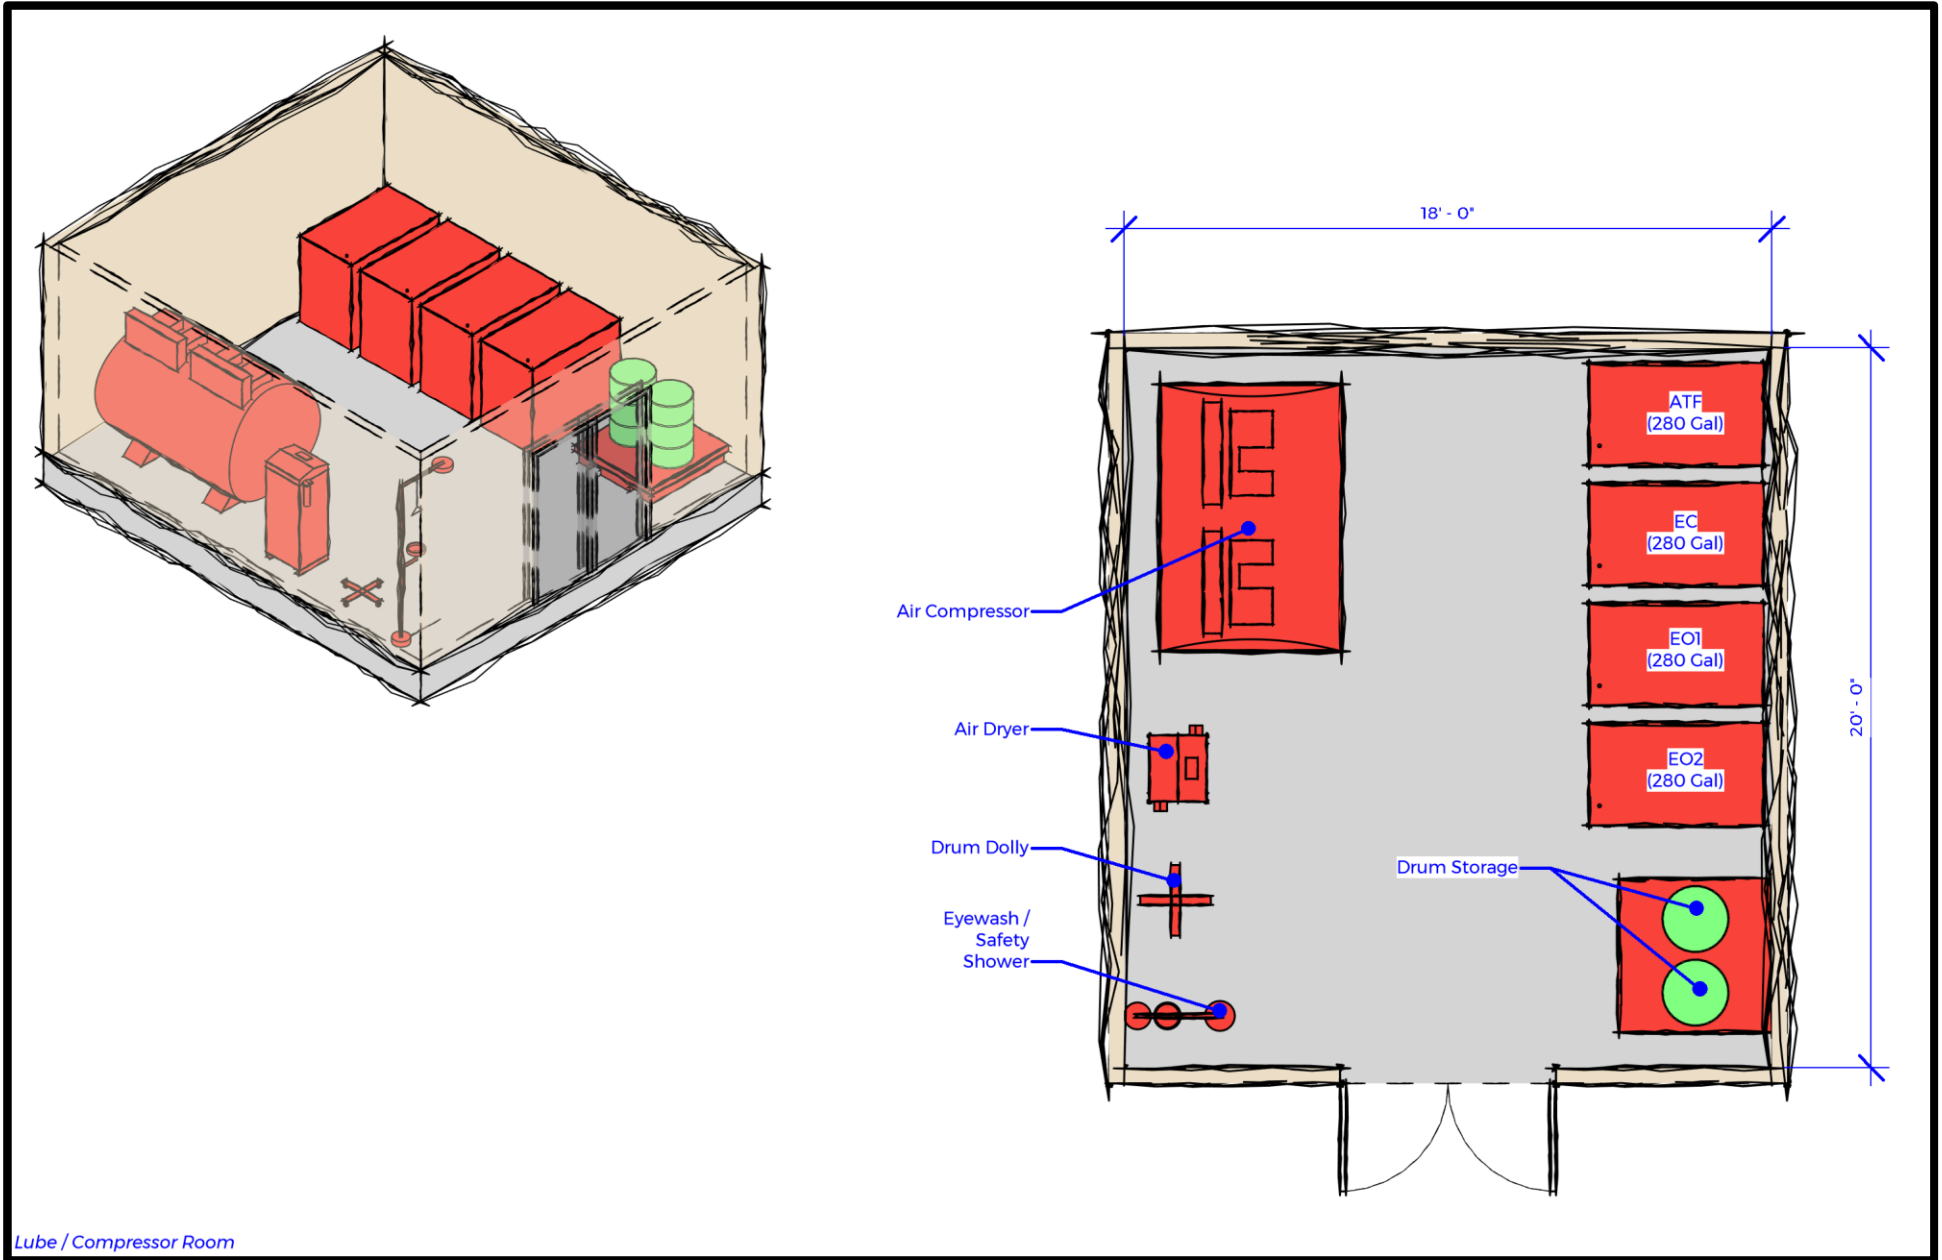 18' - 0"
ATF
(280 Gal)
EC
(280 Gal)
Air Compressor
EO1
(280 Gal)
20' - 0"
Air Dryer
EO2
(280 Gal)
Drum Dolly
Drum Storage
Eyewash /
Safety
Shower
Lube / Compressor Room